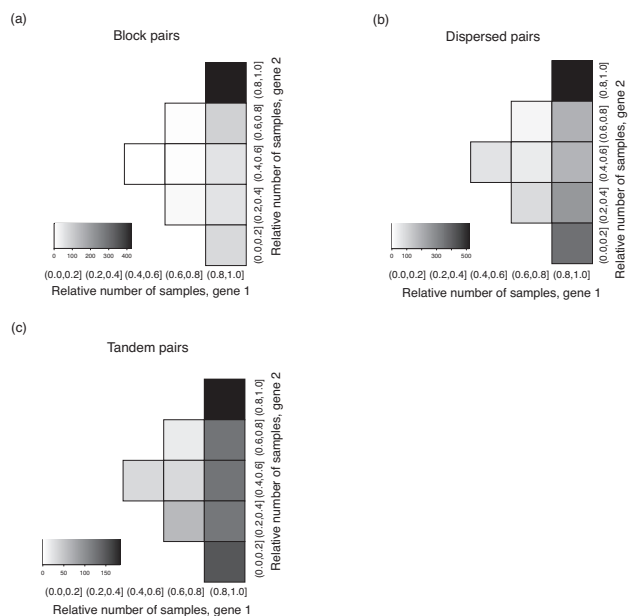 (a)
Block pairs
(0.8,1.0]
(0.6,0.8]
(0.4,0.6]
(0.2,0.4]
(0.0,0.2]
Relative number of samples, gene 2
0 100 200 300 400
(0.0,0.2] (0.2,0.4] (0.4,0.6] (0.6,0.8] (0.8,1.0]
Relative number of samples, gene 1
(b)
Dispersed pairs
(0.8,1.0]
(0.6,0.8]
(0.4,0.6]
(0.2,0.4]
(0.0,0.2]
Relative number of samples, gene 2
0 100 300 500
(0.0,0.2] (0.2,0.4] (0.4,0.6] (0.6,0.8] (0.8,1.0]
Relative number of samples, gene 1
(c)
Tandem pairs
(0.8,1.0]
(0.6,0.8]
(0.4,0.6]
(0.2,0.4]
(0.0,0.2]
Relative number of samples, gene 2
0 50 100 150
(0.0,0.2] (0.2,0.4] (0.4,0.6] (0.6,0.8] (0.8,1.0]
Relative number of samples, gene 1